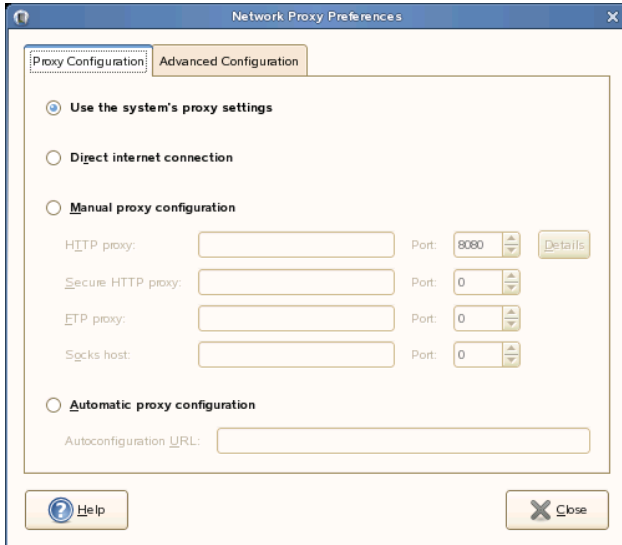 Network Proxy Preferences
Proxy Configuration Advanced Configuration
Use the system's proxy settings
Direct internet connection
Manual proxy configuration
HTTP proxy: Port: 8080 Details
Secure HTTP proxy: Port: 0
FTP proxy: Port: 0
Socks host: Port: 0
Automatic proxy configuration
Autoconfiguration URL:
Help Close